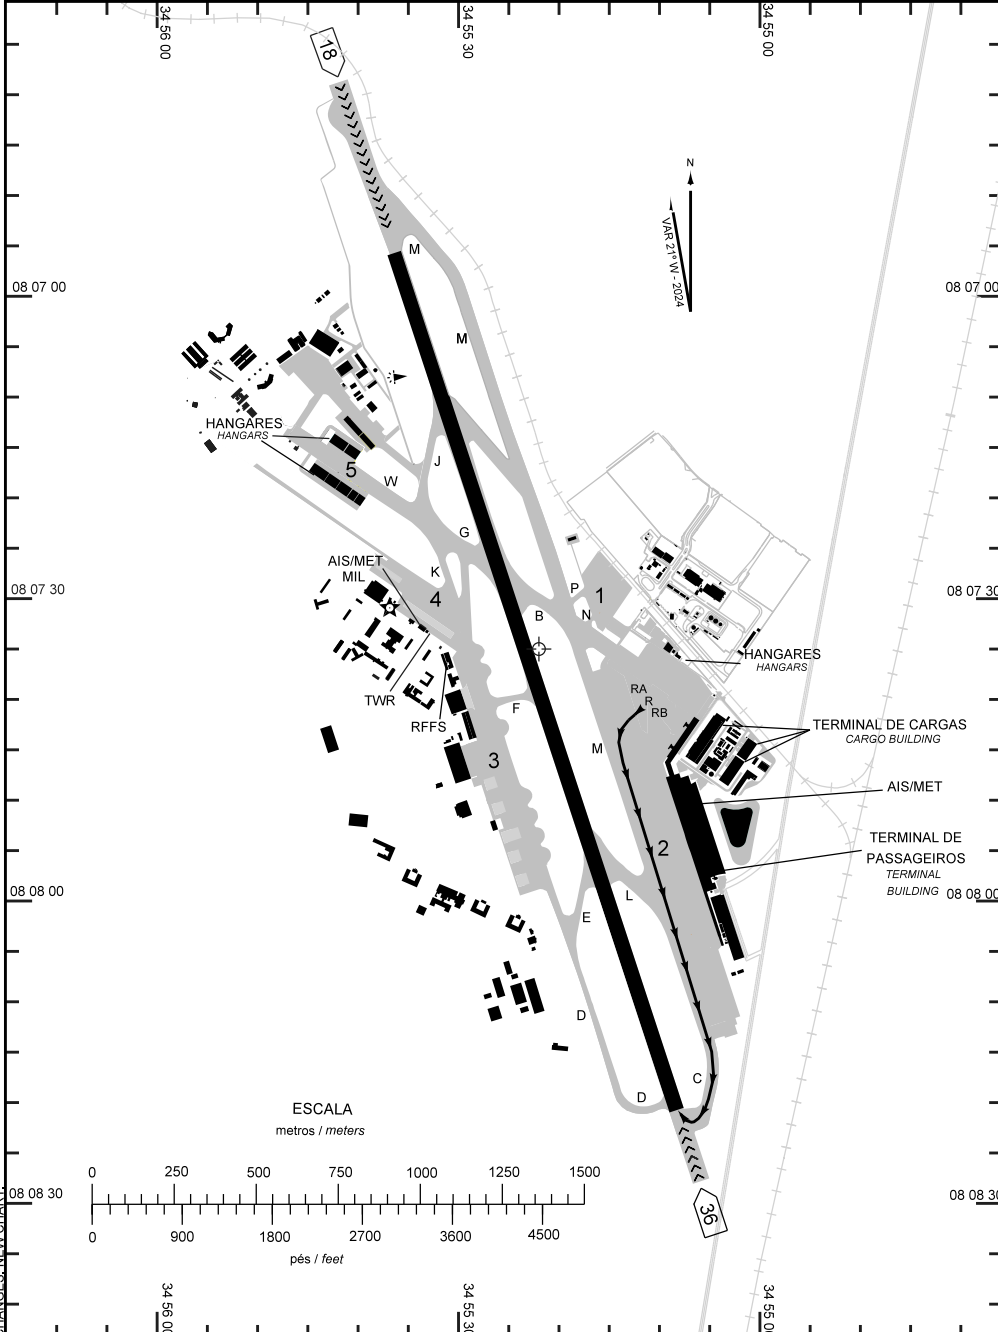 34 56 00
34 55 30
34 55 00
18
N
VAR 21° W - 2024
M
08 07 00
08 07 00
M
HANGARES
HANGARS
J
5
W
G
AIS/MET
MIL
K
08 07 30
08 07 30
4
P
1
N
B
HANGARES
HANGARS
TWR
RA
R
RB
RFFS
F
TERMINAL DE CARGAS
CARGO BUILDING
M
3
AIS/MET
2
TERMINAL DE
PASSAGEIROS
TERMINAL
BUILDING
08 08 00
08 08 00
L
E
D
C
D
ESCALA
metros / meters
0 250 500 750 1000 1250 1500
08 08 30
08 08 30
36
0 900 1800 2700 3600 4500
pés / feet
34 56 00
34 55 30
34 55 00